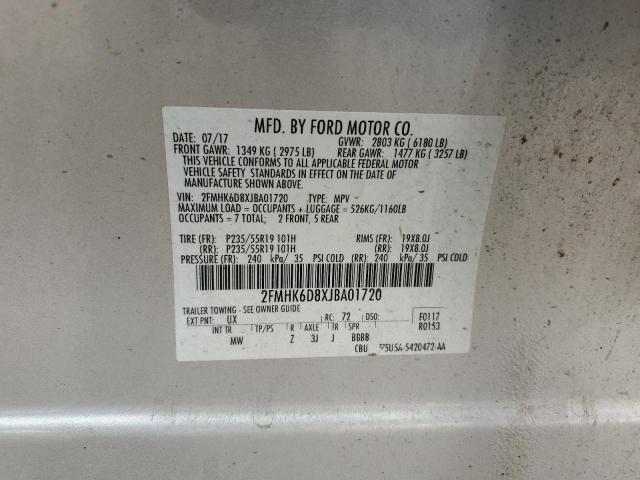 MFD. BY FORD MOTOR CO.
DATE: 07/17 GVWR: 2803 KG ( 6180 LB)
FRONT GAWR: 1349 KG ( 2975 LB) REAR GAWR: 1477 KG ( 3257 LB)
THIS VEHICLE CONFORMS TO ALL APPLICABLE FEDERAL MOTOR
VEHICLE SAFETY STANDARDS IN EFFECT ON THE DATE OF
MANUFACTURE SHOWN ABOVE.
VIN: 2FMHK6D8XJBA01720 TYPE: MPV
MAXIMUM LOAD = OCCUPANTS + LUGGAGE = 526KG/1160LB
OCCUPANTS = 7 TOTAL; 2 FRONT, 5 REAR
TIRE (FR): P235/55R19 101H RIMS (FR): 19X8.0J
(RR): P235/55R19 101H (RR): 19X8.0J
PRESSURE (FR): 240 kPa/ 35 PSI COLD (RR): 240 kPa/ 35 PSI COLD
2FMHK6D8XJBA01720
TRAILER TOWING - SEE OWNER GUIDE
EXT PNT: UX RC: 72 DSO: F0117
R0153
INT TR TP/PS R AXLE TR SPR
MW Z 3J J BGBB
CBU 5U5A-5420472-AA